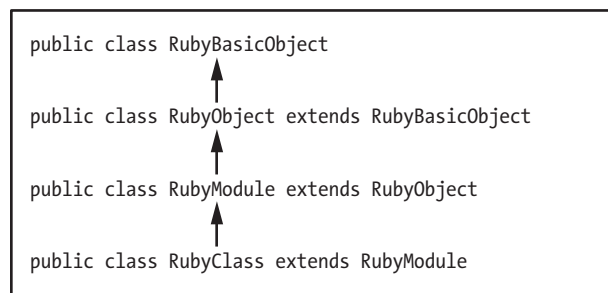 public class RubyBasicObject
public class RubyObject extends RubyBasicObject
public class RubyModule extends RubyObject
public class RubyClass extends RubyModule